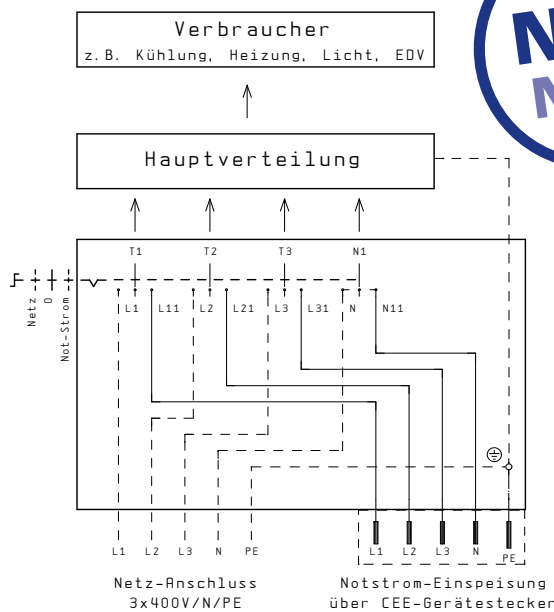 Verbraucher
z.B. Kühlung, Heizung, Licht, EDV
Hauptverteilung
T1 T2 T3 N1
Netz
0
Not-Strom
L1 L11 L2 L21 L3 L31 N N11
L1 L2 L3 N PE
L1 L2 L3 N PE
Netz-Anschluss
3x400V/N/PE
Notstrom-Einspeisung
über CEE-Gerätestecker